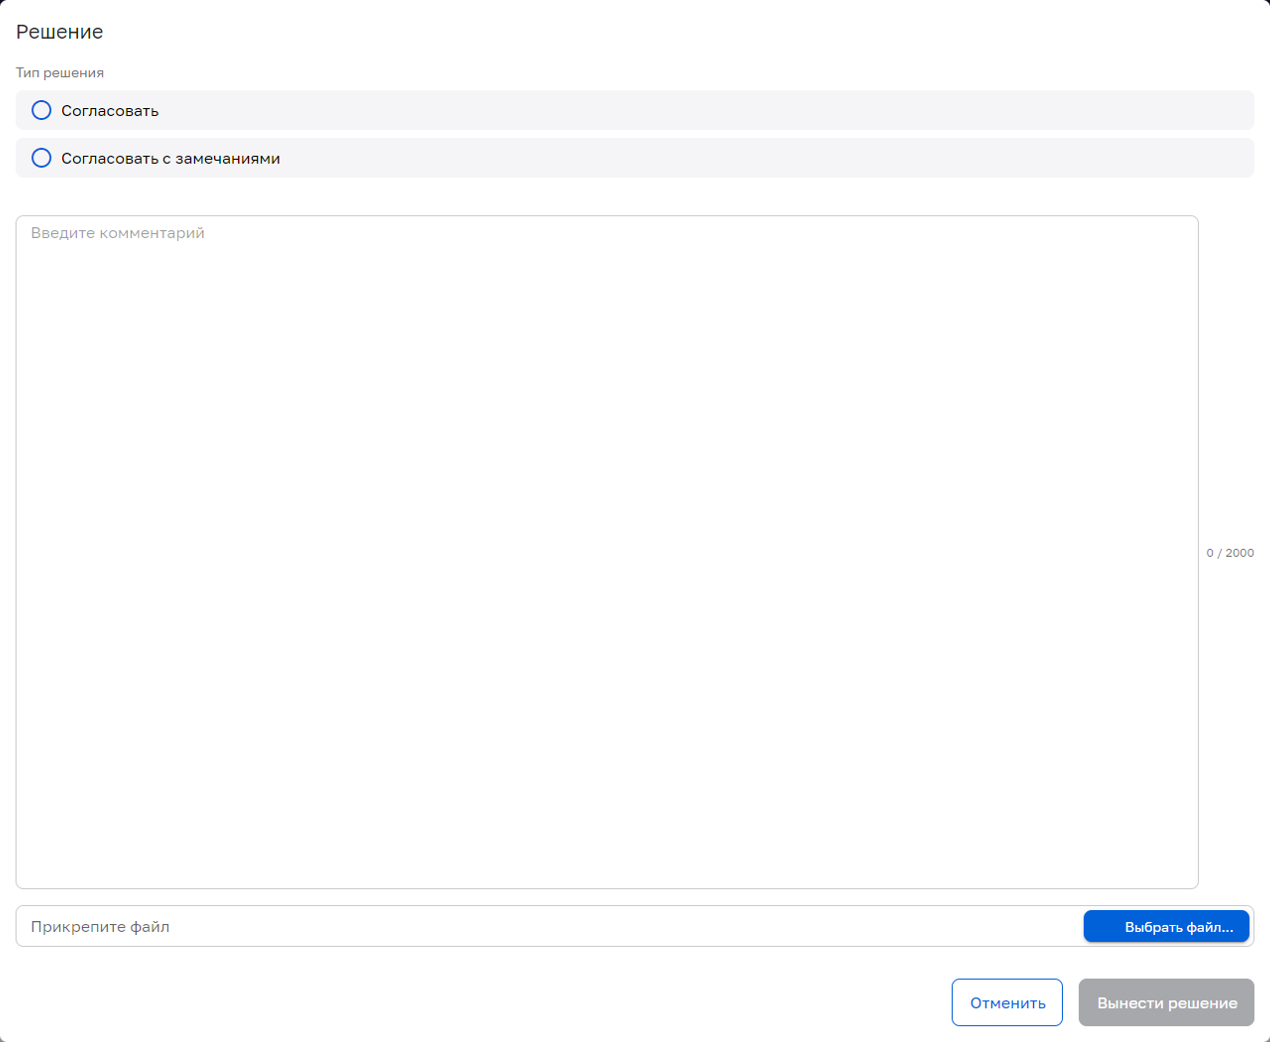 Решение
Тип решения
Согласовать
Согласовать с замечаниями
Введите комментарий
0 / 2000
Прикрепите файл
Выбрать файл...
Отменить
Вынести решение